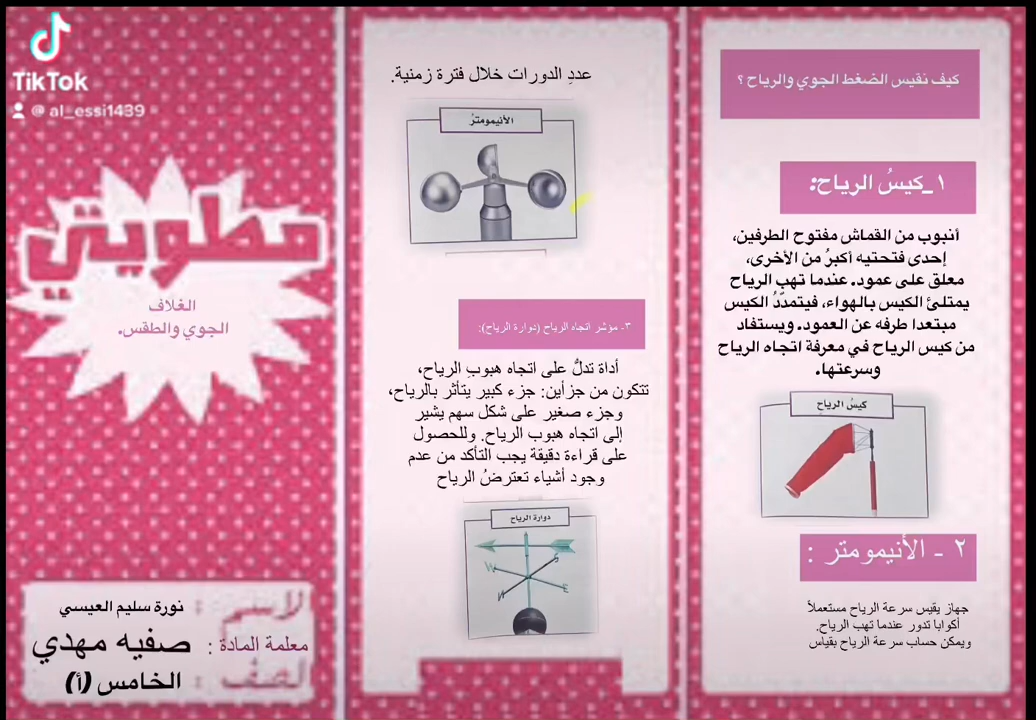 كيف نقيس الضغط الجوي والرياح ؟
١_كيسُ الرياح:
أنبوب من القماش مفتوح الطرفين،
إحدى فتحتيه أكبرُ من الأخرى،
معلق على عمود. عندما تهب الرياح
يمتلئ الكيس بالهواء، فيتمدّدُ الكيس
مبتعدا طرفه عن العمود. ويستفاد
من كيس الرياح في معرفة اتجاه الرياح
وسرعتها.
كيسُ الرياحِ
٢ - الأنيمومتر :
جهاز يقيس سرعة الرياح مستعملاً
أكوابا تدور عندما تهب الرياح.
ويمكن حساب سرعة الرياح بقياس
عددِ الدورات خلال فترة زمنية.
الأنيمومترُ
٣- مؤشر اتجاه الرياح (دوارة الرياح):
أداة تدلُّ على اتجاه هبوبِ الرياح،
تتكون من جزأين: جزء كبير يتأثر بالرياح،
وجزء صغير على شكل سهم يشير
إلى اتجاه هبوب الرياح. وللحصول
على قراءة دقيقة يجب التأكد من عدم
وجود أشياء تعترضُ الرياح
دوارة الرياح
S
W
N
E
TikTok
@ al_essi1439
مطويتي
الغلاف
الجوي والطقس.
لاسم : نورة سليم العيسي
معلمة المادة : صفيه مهدي
لصف : الخامس (أ)